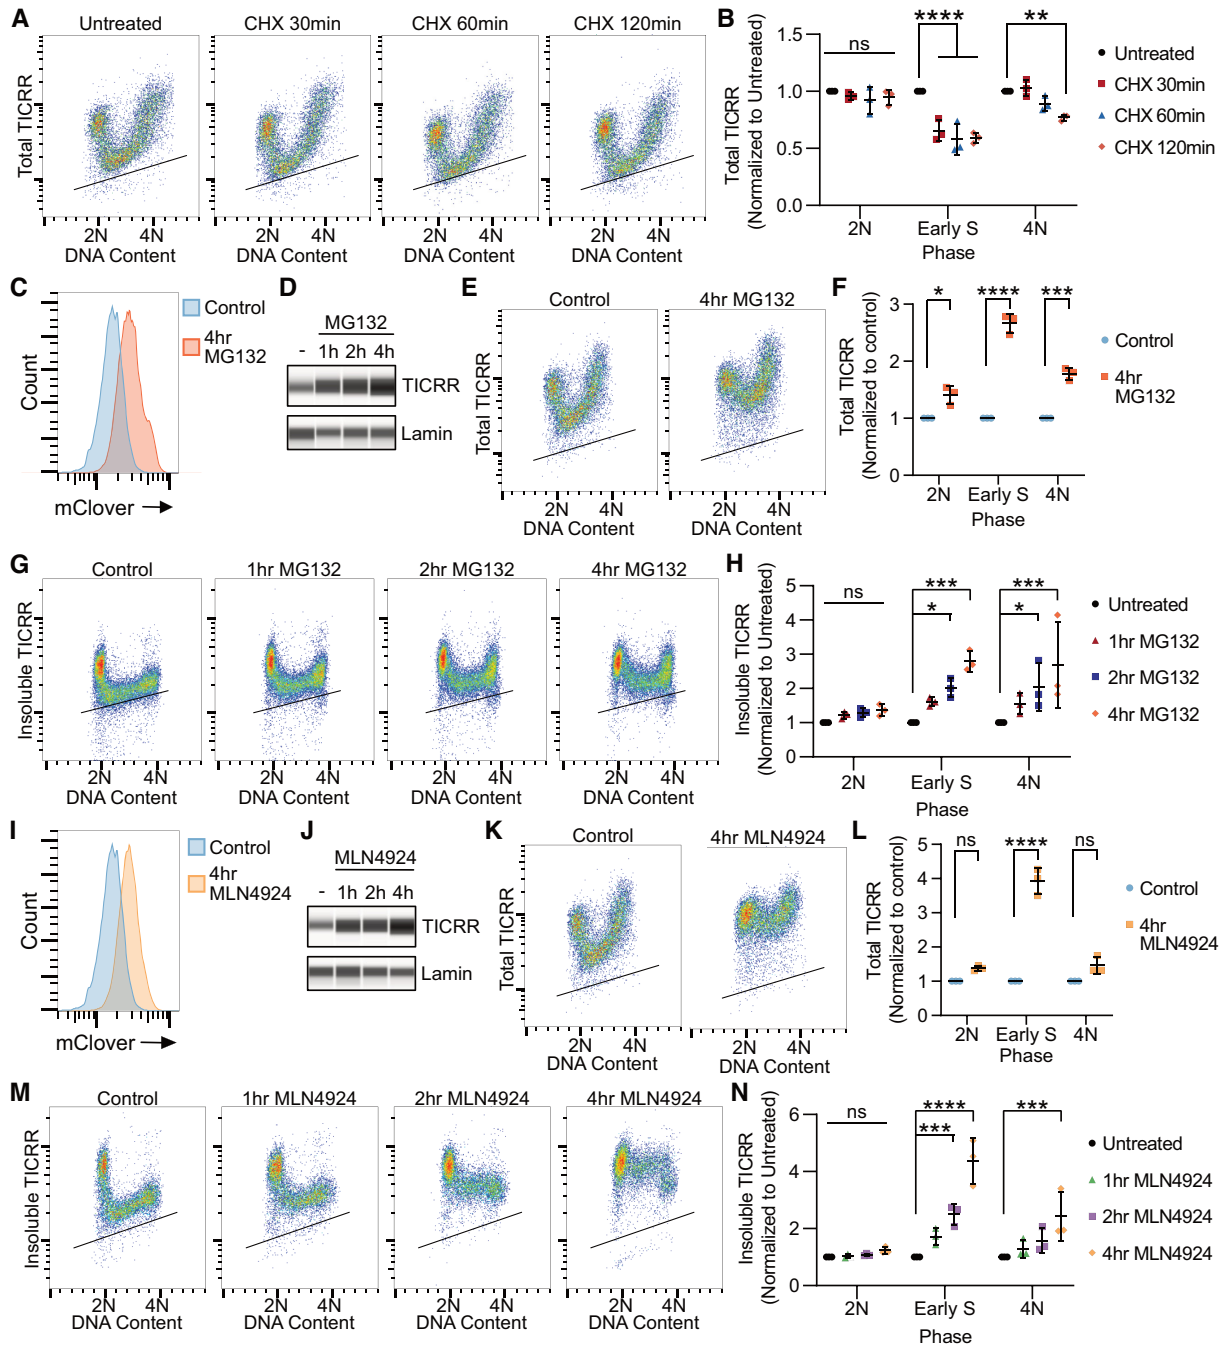 A
Untreated
CHX 30min
CHX 60min
CHX 120min
Total TICRR
2N 4N
DNA Content
2N 4N
DNA Content
2N 4N
DNA Content
2N 4N
DNA Content
B
Total TICRR
(Normalized to Untreated)
1.5
1.0
0.5
0.0
ns
****
**
2N
Early S
4N
Phase
Untreated
CHX 30min
CHX 60min
CHX 120min
C
Count
mClover
Control
4hr
MG132
D
MG132
- 1h 2h 4h
TICRR
Lamin
E
Control
4hr MG132
Total TICRR
2N 4N
DNA Content
2N 4N
DNA Content
F
Total TICRR
(Normalized to control)
3
2
1
0
*
****
***
2N
Early S
4N
Phase
Control
4hr
MG132
G
Control
1hr MG132
2hr MG132
4hr MG132
Insoluble TICRR
2N 4N
DNA Content
2N 4N
DNA Content
2N 4N
DNA Content
2N 4N
DNA Content
H
Insoluble TICRR
(Normalized to Untreated)
5
4
3
2
1
0
ns
***
*
***
*
2N
Early S
4N
Phase
Untreated
1hr MG132
2hr MG132
4hr MG132
I
Count
mClover
Control
4hr
MLN4924
J
MLN4924
- 1h 2h 4h
TICRR
Lamin
K
Control
4hr MLN4924
Total TICRR
2N 4N
DNA Content
2N 4N
DNA Content
L
Total TICRR
(Normalized to control)
5
4
3
2
1
0
ns
****
ns
2N
Early S
4N
Phase
Control
4hr
MLN4924
M
Control
1hr MLN4924
2hr MLN4924
4hr MLN4924
Insoluble TICRR
2N 4N
DNA Content
2N 4N
DNA Content
2N 4N
DNA Content
2N 4N
DNA Content
N
Insoluble TICRR
(Normalized to Untreated)
6
4
2
0
ns
****
***
***
2N
Early S
4N
Phase
Untreated
1hr MLN4924
2hr MLN4924
4hr MLN4924